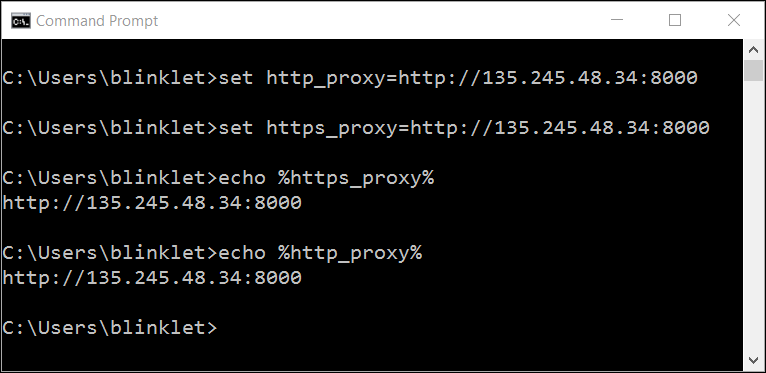 Command Prompt
C:\Users\blinklet>set http_proxy=http://135.245.48.34:8000
C:\Users\blinklet>set https_proxy=http://135.245.48.34:8000
C:\Users\blinklet>echo %https_proxy%
http://135.245.48.34:8000
C:\Users\blinklet>echo %http_proxy%
http://135.245.48.34:8000
C:\Users\blinklet>